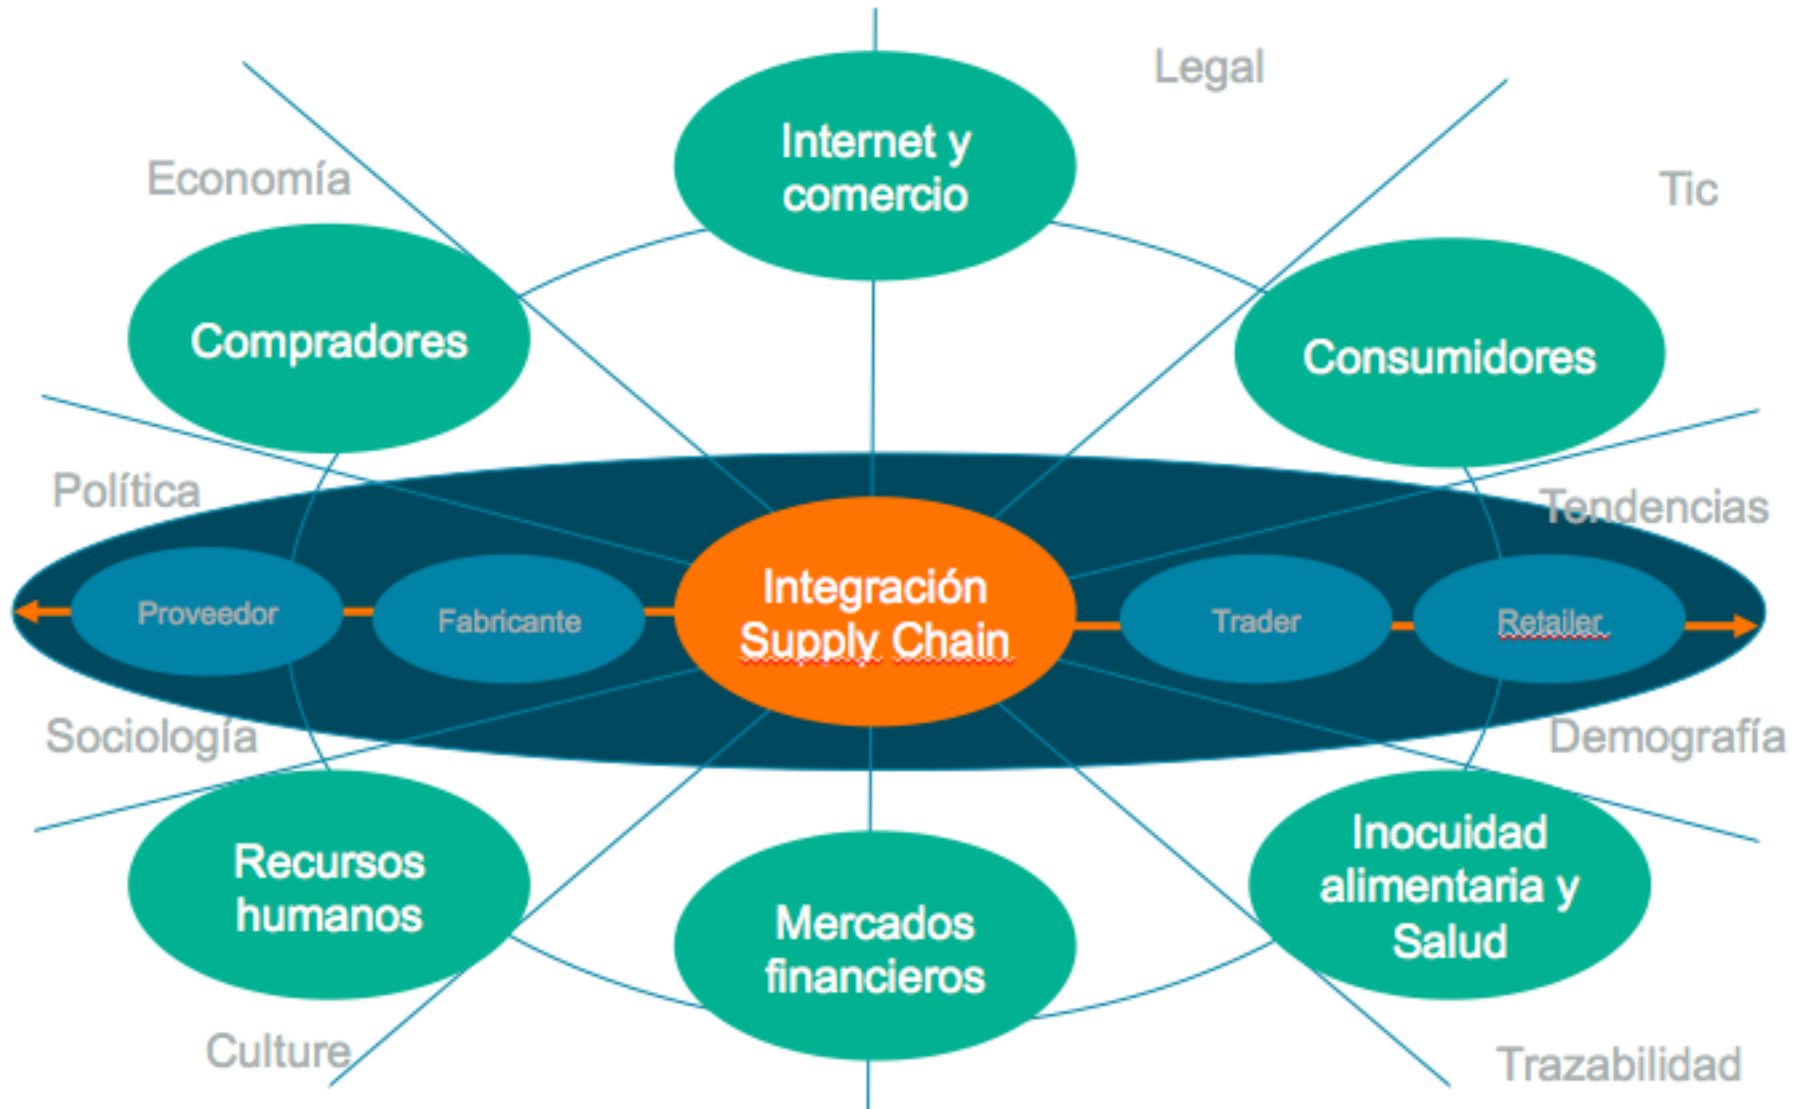 Legal
Internet y
comercio
Economía
Tic
Compradores
Consumidores
Política
Tendencias
Proveedor
Fabricante
Integración
Supply Chain
Trader
Retailer
Sociología
Demografía
Recursos
humanos
Mercados
financieros
Inocuidad
alimentaria y
Salud
Culture
Trazabilidad